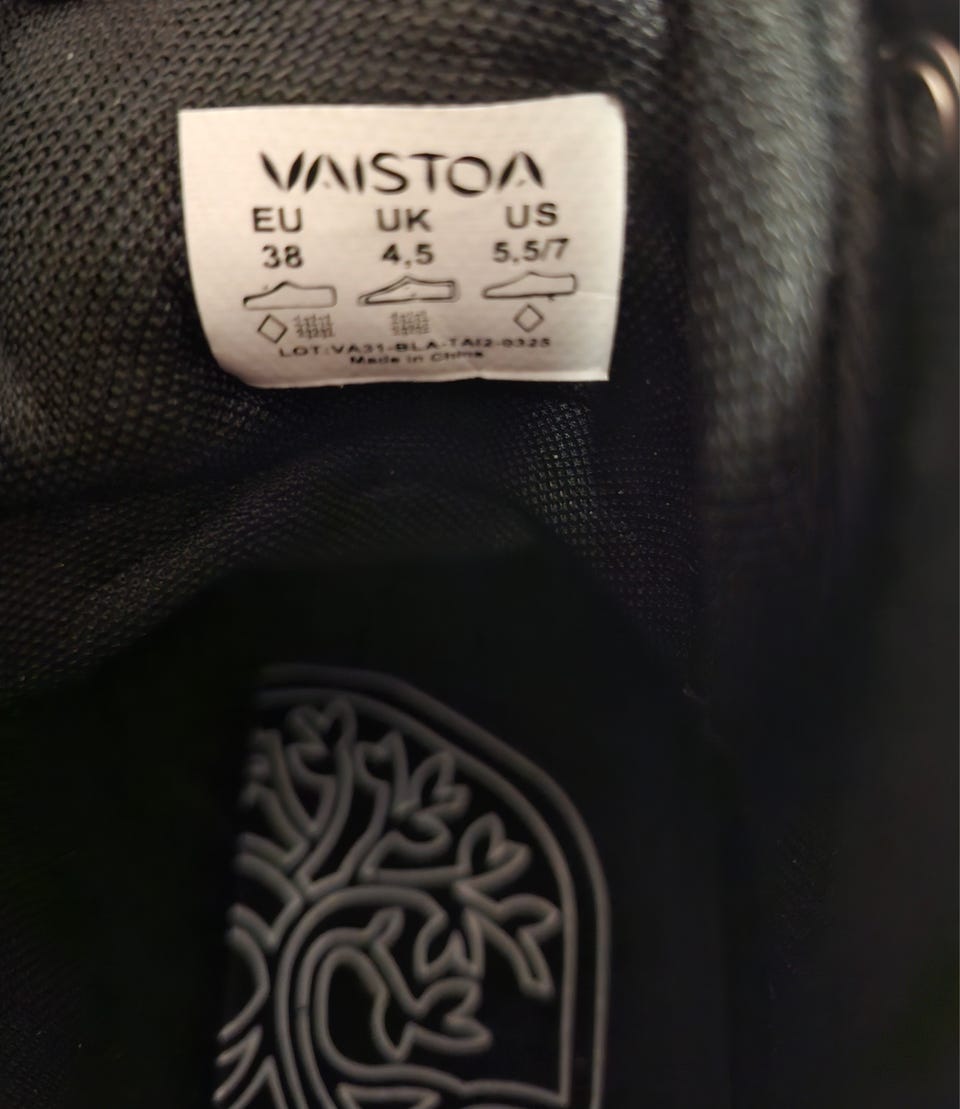 VAISTOA
EU UK US
38 4,5 5,5/7
LOT:VA31-BLA-TAI2-0325
Made in China